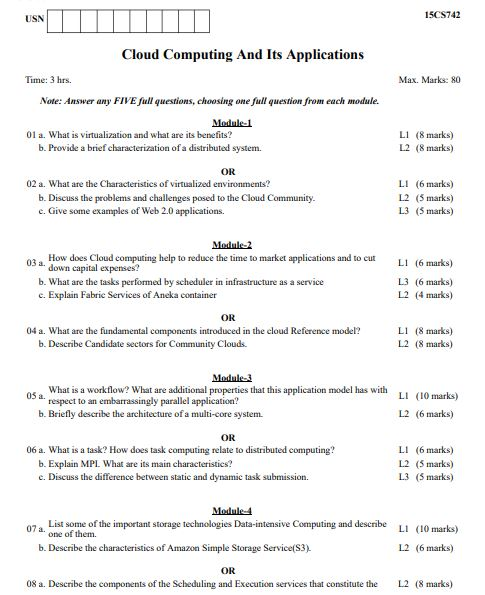 USN
15CS742
Cloud Computing And Its Applications
Time: 3 hrs. Max. Marks: 80
Note: Answer any FIVE full questions, choosing one full question from each module.
Module-1
01 a. What is virtualization and what are its benefits? L1 (8 marks)
b. Provide a brief characterization of a distributed system. L2 (8 marks)
OR
02 a. What are the Characteristics of virtualized environments? L1 (6 marks)
b. Discuss the problems and challenges posed to the Cloud Community. L2 (5 marks)
c. Give some examples of Web 2.0 applications. L3 (5 marks)
Module-2
03 a. How does Cloud computing help to reduce the time to market applications and to cut
down capital expenses? L1 (6 marks)
b. What are the tasks performed by scheduler in infrastructure as a service L3 (6 marks)
c. Explain Fabric Services of Aneka container L2 (4 marks)
OR
04 a. What are the fundamental components introduced in the cloud Reference model? L1 (8 marks)
b. Describe Candidate sectors for Community Clouds. L2 (8 marks)
Module-3
05 a. What is a workflow? What are additional properties that this application model has with
respect to an embarrassingly parallel application? L1 (10 marks)
b. Briefly describe the architecture of a multi-core system. L2 (6 marks)
OR
06 a. What is a task? How does task computing relate to distributed computing? L1 (6 marks)
b. Explain MPI. What are its main characteristics? L2 (5 marks)
c. Discuss the difference between static and dynamic task submission. L3 (5 marks)
Module-4
07 a. List some of the important storage technologies Data-intensive Computing and describe
one of them. L1 (10 marks)
b. Describe the characteristics of Amazon Simple Storage Service(S3). L2 (6 marks)
OR
08 a. Describe the components of the Scheduling and Execution services that constitute the L2 (8 marks)